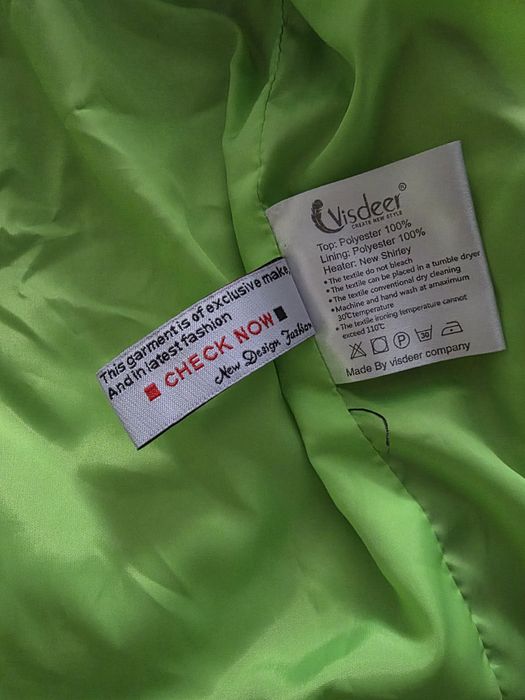 Visdeer®
CREATE NEW STYLE
Top: Polyester 100%
Lining: Polyester 100%
Heater: New Shirley
•The textile do not bleach
•The textile can be placed in a tumble dryer
•The textile conventional dry cleaning
•Machine and hand wash at amaximum
30℃temperature
•The textile ironing temperature cannot
exceed 110℃
P 30
Made By visdeer company
This garment is of exclusive make,
And in latest fashion
CHECK NOW
New Design Fashion